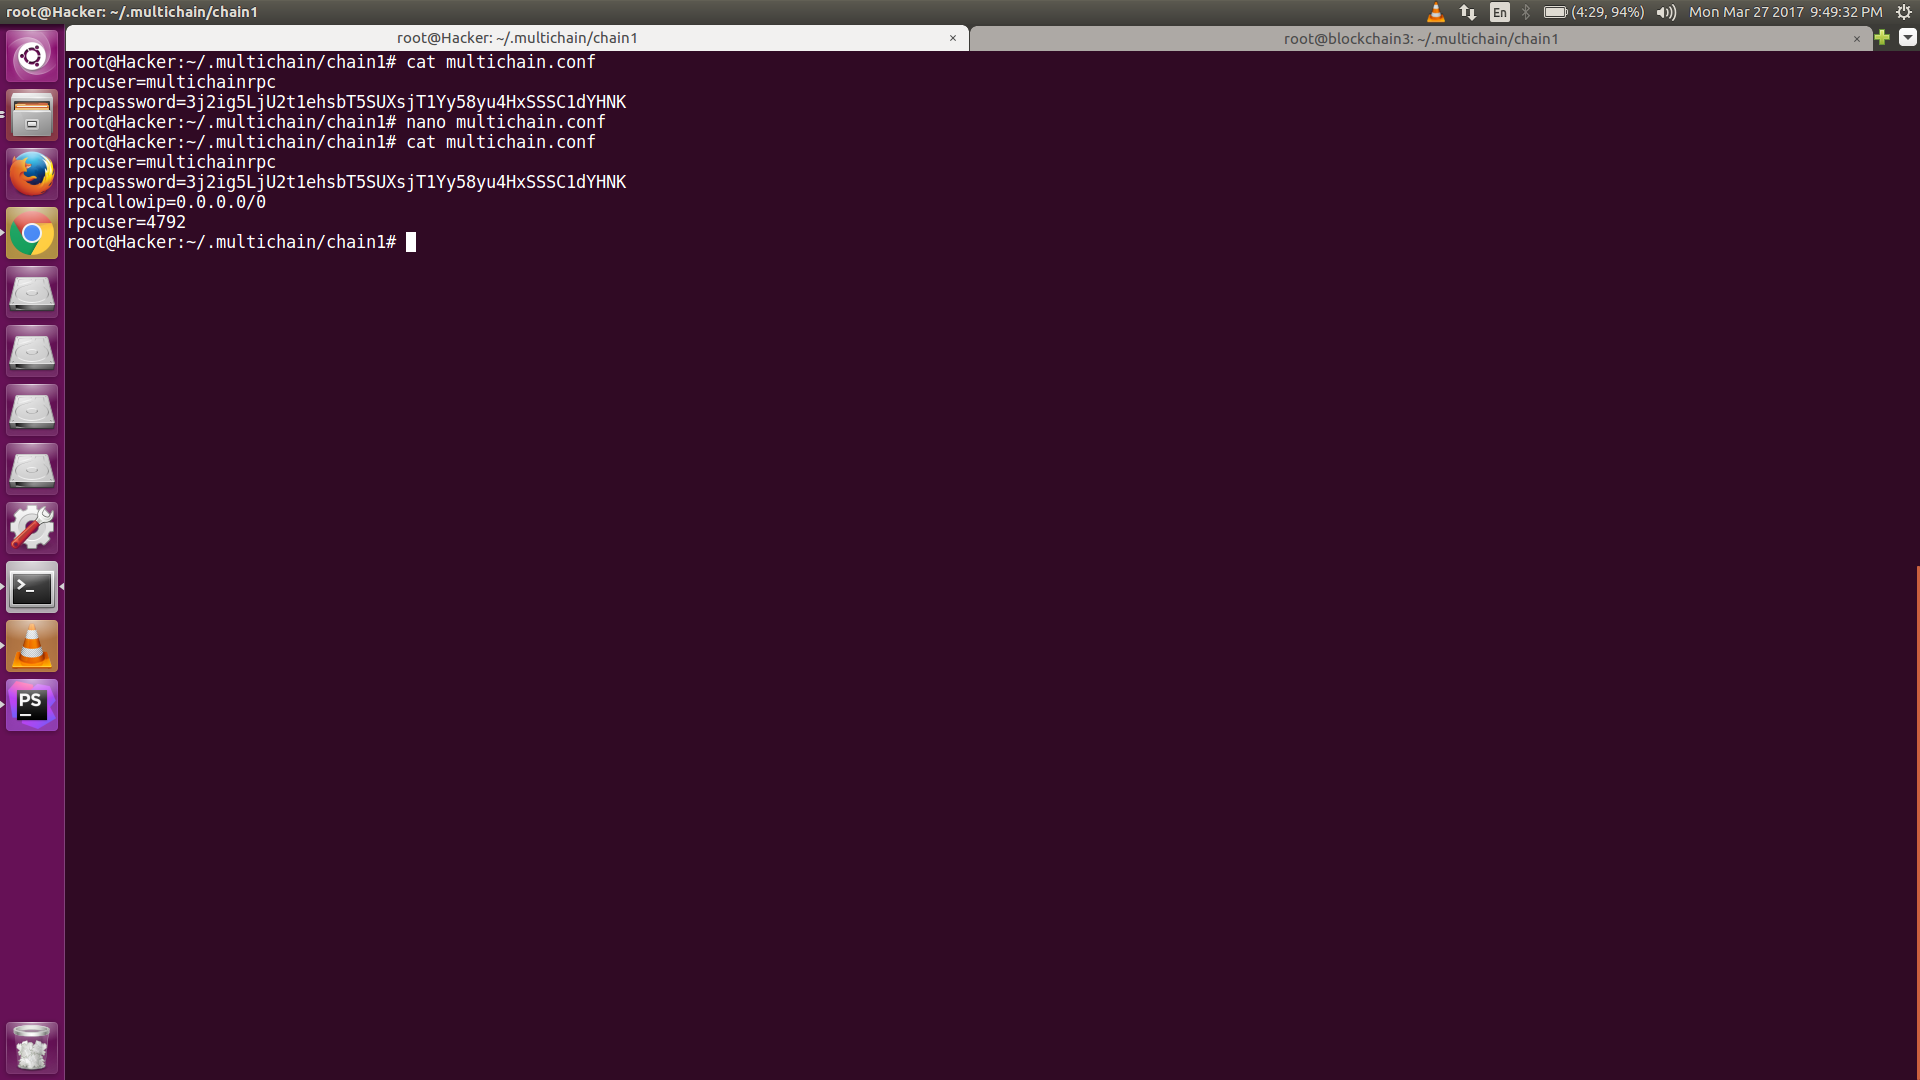 root@Hacker: ~/.multichain/chain1
En
(4:29, 94%)
Mon Mar 27 2017 9:49:32 PM
root@Hacker: ~/.multichain/chain1 ×
root@blockchain3: ~/.multichain/chain1 ×
root@Hacker:~/.multichain/chain1# cat multichain.conf
rpcuser=multichainrpc
rpcpassword=3j2ig5LjU2t1ehsbT5SUXsjT1Yy58yu4HxSSSC1dYHNK
root@Hacker:~/.multichain/chain1# nano multichain.conf
root@Hacker:~/.multichain/chain1# cat multichain.conf
rpcuser=multichainrpc
rpcpassword=3j2ig5LjU2t1ehsbT5SUXsjT1Yy58yu4HxSSSC1dYHNK
rpcallowip=0.0.0.0/0
rpcuser=4792
root@Hacker:~/.multichain/chain1#
>_
PS